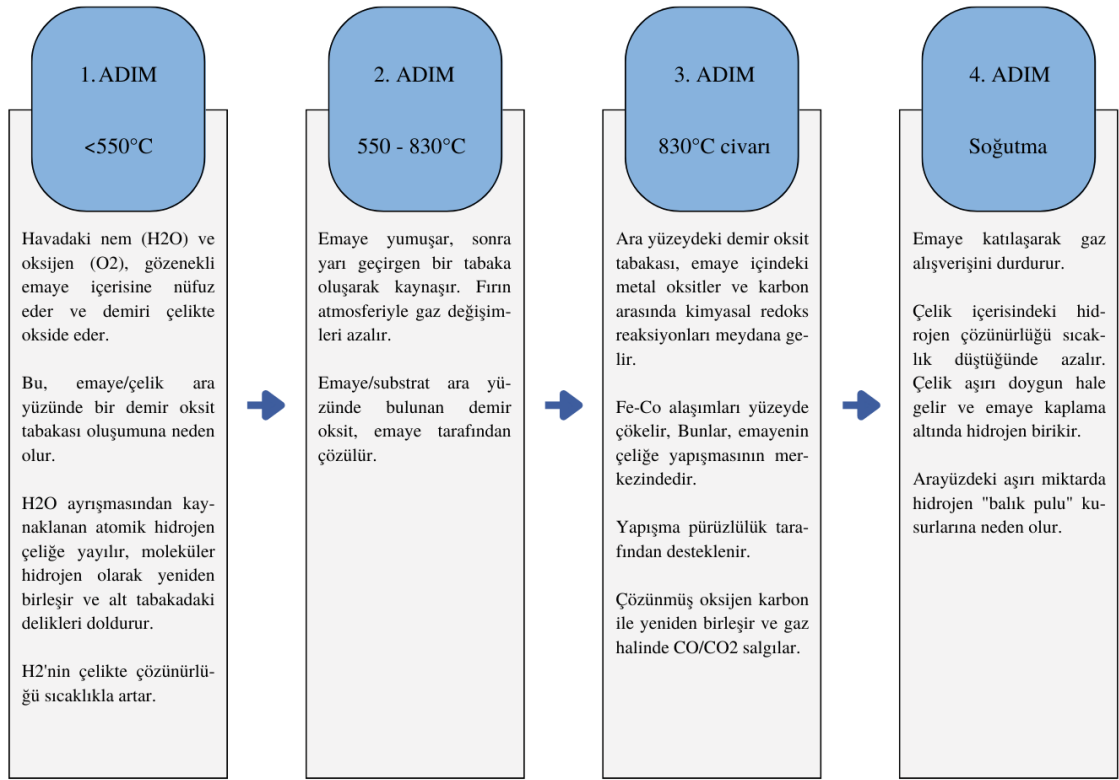 1. ADIM
<550°C
Havadaki nem (H2O) ve
oksijen (O2), gözenekli
emaye içerisine nüfuz
eder ve demiri çelikte
okside eder.
Bu, emaye/çelik ara
yüzünde bir demir oksit
tabakası oluşumuna neden
olur.
H2O ayrışmasından kay-
naklanan atomik hidrojen
çeliğe yayılır, moleküler
hidrojen olarak yeniden
birleşir ve alt tabakadaki
delikleri doldurur.
H2'nin çelikte çözünürlü-
ğü sıcaklıkla artar.
2. ADIM
550 - 830°C
Emaye yumuşar, sonra
yarı geçirgen bir tabaka
oluşarak kaynaşır. Fırın
atmosferiyle gaz değişim-
leri azalır.
Emaye/substrat ara yü-
zünde bulunan demir
oksit, emaye tarafından
çözülür.
3. ADIM
830°C civarı
Ara yüzeydeki demir oksit
tabakası, emaye içindeki
metal oksitler ve karbon
arasında kimyasal redoks
reaksiyonları meydana ge-
lir.
Fe-Co alaşımları yüzeyde
çökelir, Bunlar, emayenin
çeliğe yapışmasının mer-
kezindedir.
Yapışma pürüzlülük tara-
fından desteklenir.
Çözünmüş oksijen karbon
ile yeniden birleşir ve gaz
halinde CO/CO2 salgılar.
4. ADIM
Soğutma
Emaye katılaşarak gaz
alışverişini durdurur.
Çelik içerisindeki hid-
rojen çözünürlüğü sıcak-
lık düştüğünde azalır.
Çelik aşırı doygun hale
gelir ve emaye kaplama
altında hidrojen birikir.
Arayüzdeki aşırı miktarda
hidrojen "balık pulu" ku-
surlarına neden olur.